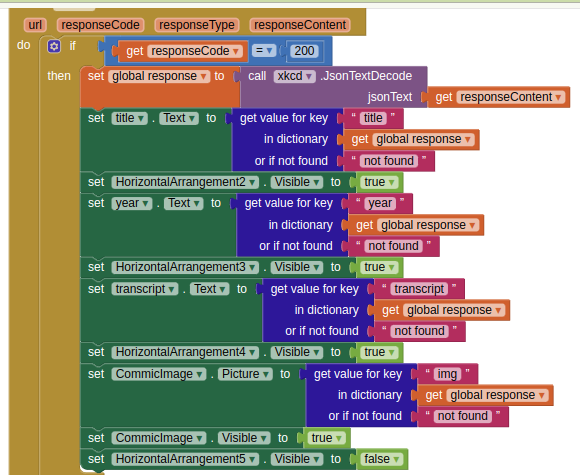 url responseCode responseType responseContent
do if get responseCode = 200
then set global response to call xkcd .JsonTextDecode
jsonText get responseContent
set title . Text to get value for key “ title ”
in dictionary get global response
or if not found “ not found ”
set HorizontalArrangement2 . Visible to true
set year . Text to get value for key “ year ”
in dictionary get global response
or if not found “ not found ”
set HorizontalArrangement3 . Visible to true
set transcript . Text to get value for key “ transcript ”
in dictionary get global response
or if not found “ not found ”
set HorizontalArrangement4 . Visible to true
set CommicImage . Picture to get value for key “ img ”
in dictionary get global response
or if not found “ not found ”
set CommicImage . Visible to true
set HorizontalArrangement5 . Visible to false